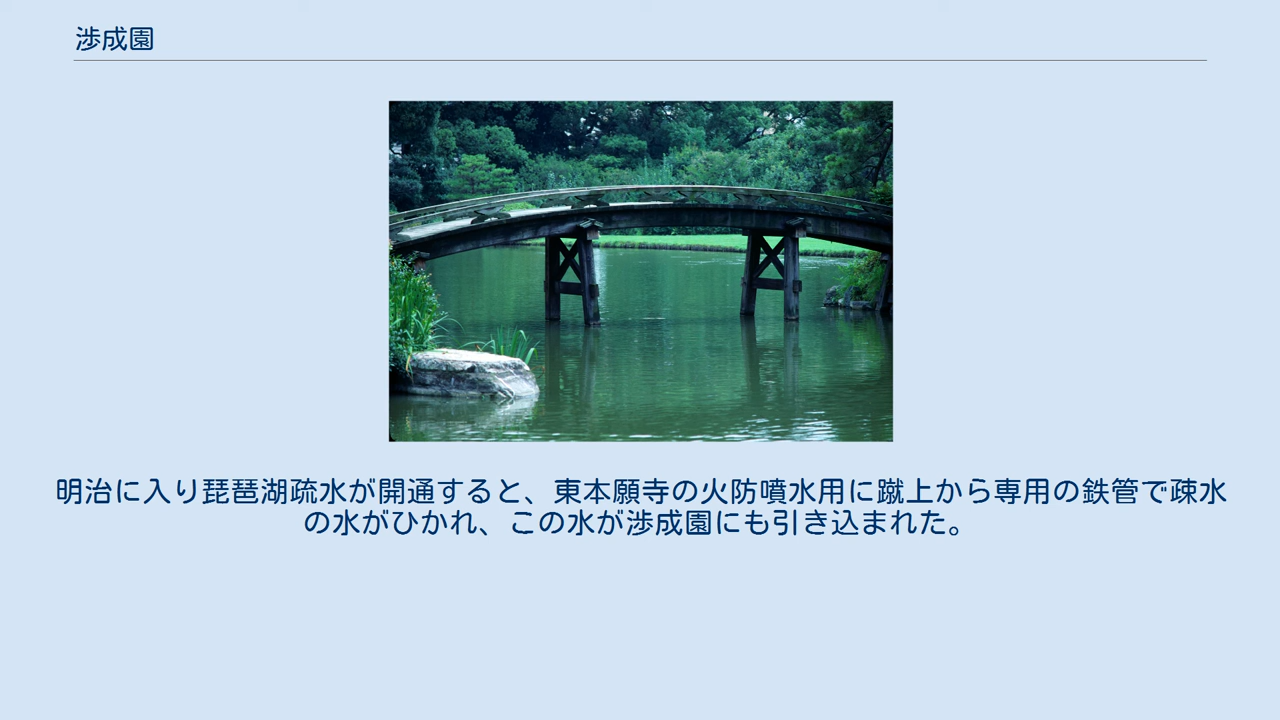 渉成園
明治に入り琵琶湖疏水が開通すると、東本願寺の火防噴水用に蹴上から専用の鉄管で疎水
の水がひかれ、この水が渉成園にも引き込まれた。